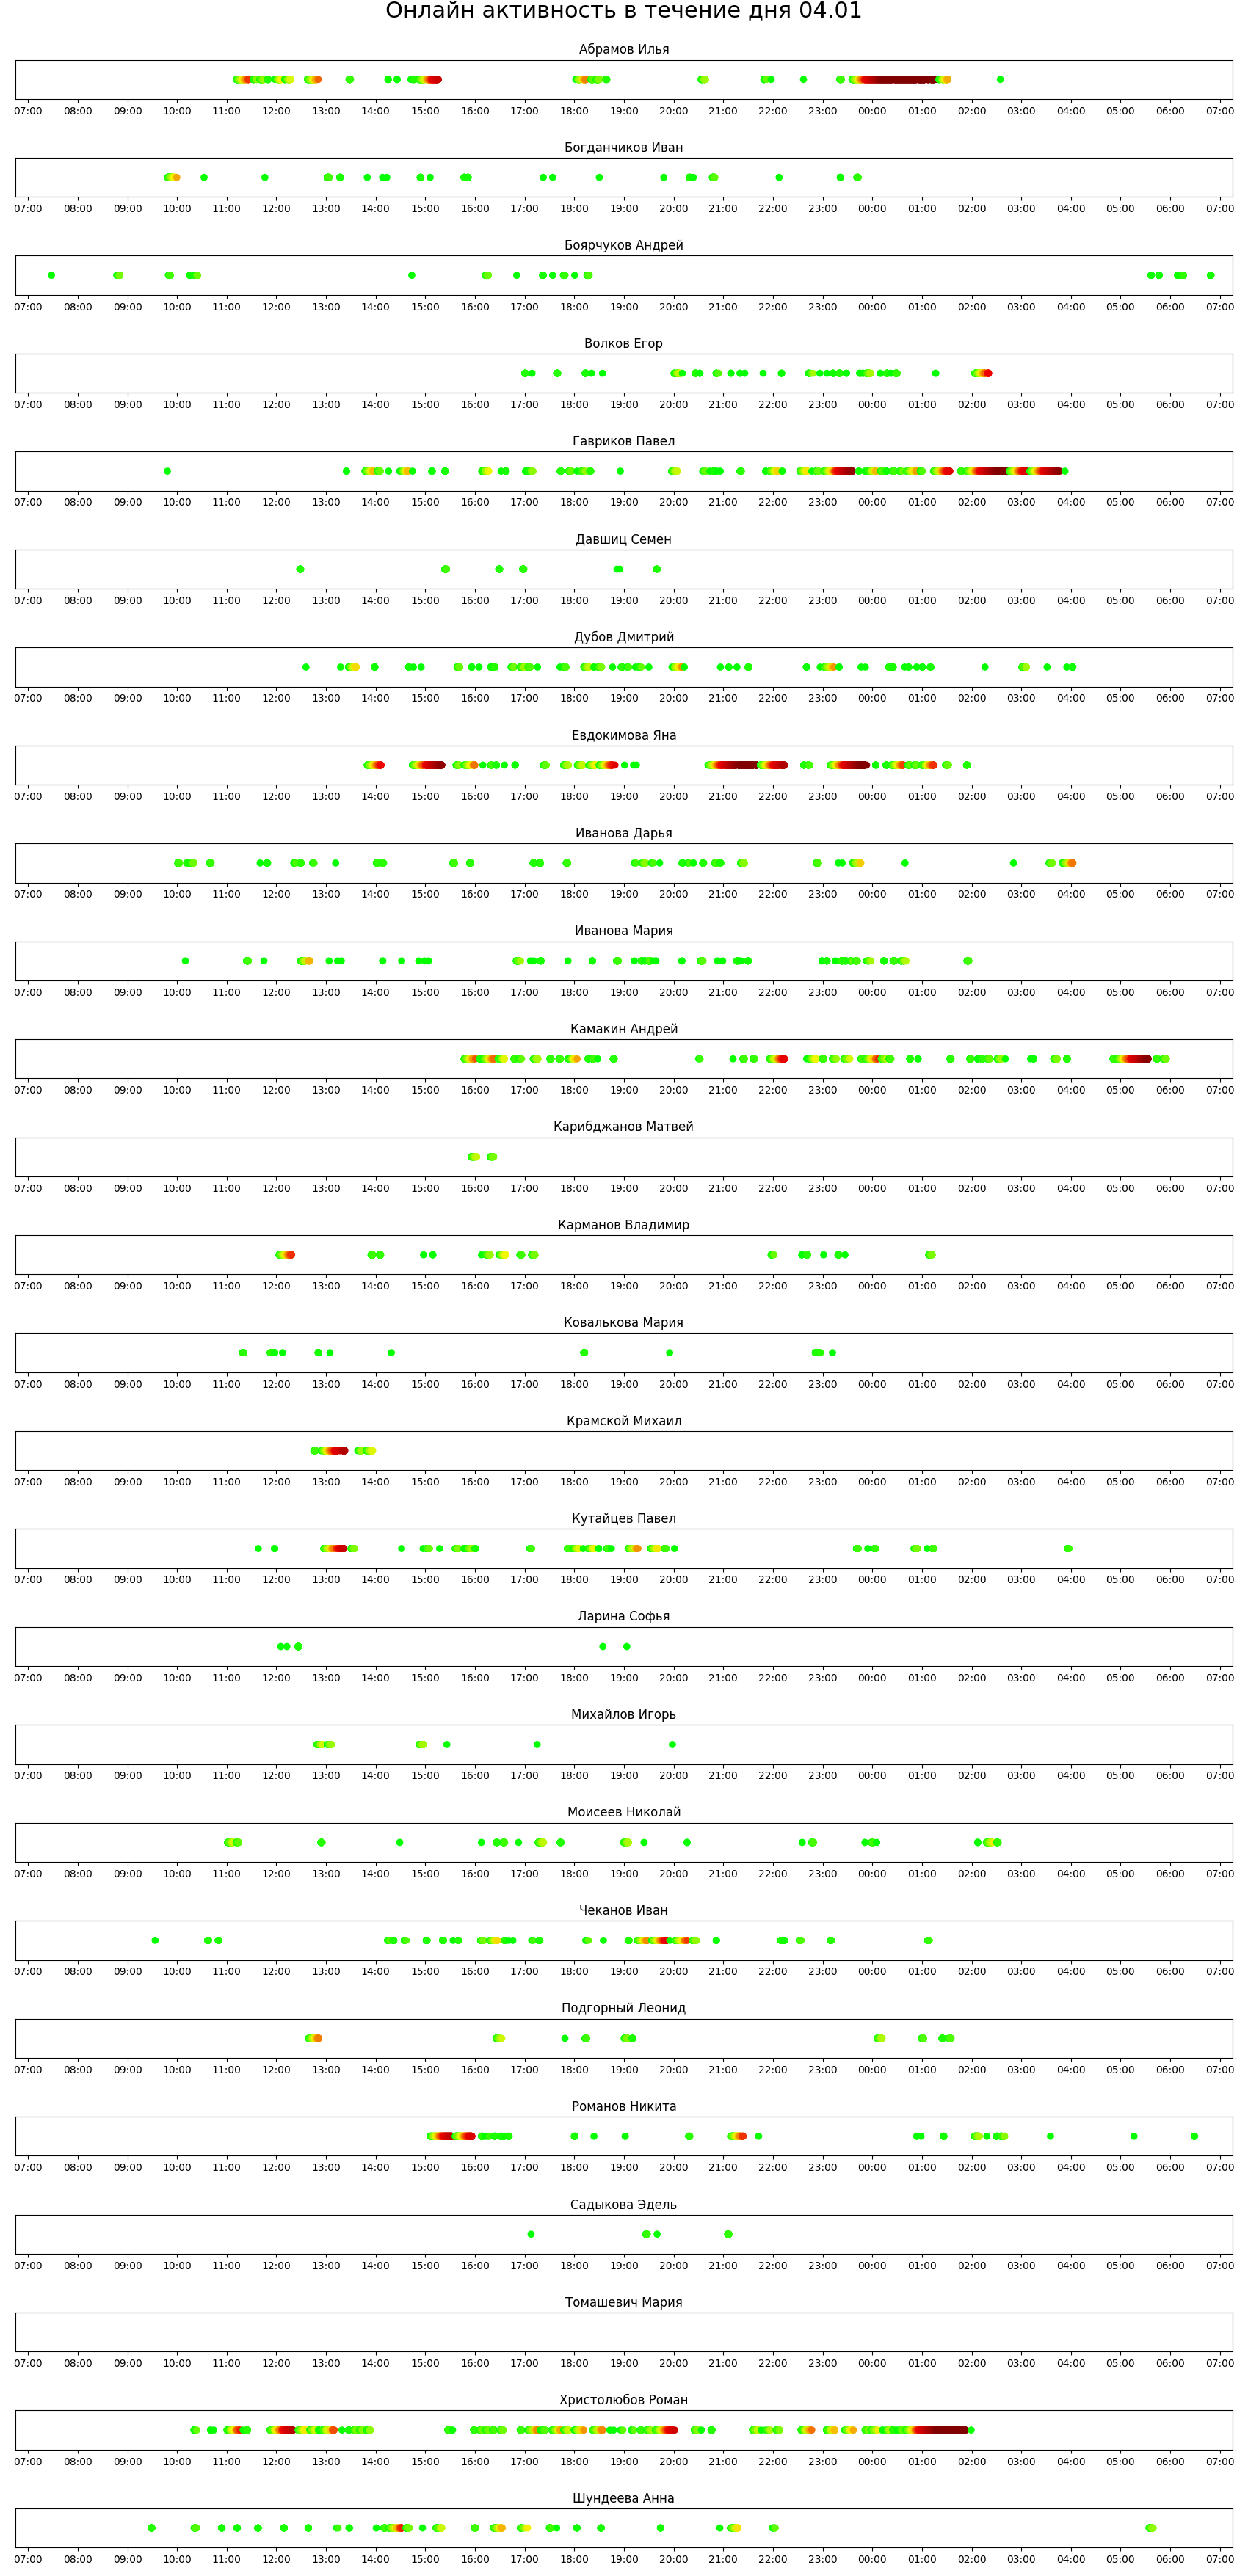 Онлайн активность в течение дня 04.01
Абрамов Илья
07:00 08:00 09:00 10:00 11:00 12:00 13:00 14:00 15:00 16:00 17:00 18:00 19:00 20:00 21:00 22:00 23:00 00:00 01:00 02:00 03:00 04:00 05:00 06:00 07:00
Богданчиков Иван
07:00 08:00 09:00 10:00 11:00 12:00 13:00 14:00 15:00 16:00 17:00 18:00 19:00 20:00 21:00 22:00 23:00 00:00 01:00 02:00 03:00 04:00 05:00 06:00 07:00
Боярчуков Андрей
07:00 08:00 09:00 10:00 11:00 12:00 13:00 14:00 15:00 16:00 17:00 18:00 19:00 20:00 21:00 22:00 23:00 00:00 01:00 02:00 03:00 04:00 05:00 06:00 07:00
Волков Егор
07:00 08:00 09:00 10:00 11:00 12:00 13:00 14:00 15:00 16:00 17:00 18:00 19:00 20:00 21:00 22:00 23:00 00:00 01:00 02:00 03:00 04:00 05:00 06:00 07:00
Гавриков Павел
07:00 08:00 09:00 10:00 11:00 12:00 13:00 14:00 15:00 16:00 17:00 18:00 19:00 20:00 21:00 22:00 23:00 00:00 01:00 02:00 03:00 04:00 05:00 06:00 07:00
Давшиц Семён
07:00 08:00 09:00 10:00 11:00 12:00 13:00 14:00 15:00 16:00 17:00 18:00 19:00 20:00 21:00 22:00 23:00 00:00 01:00 02:00 03:00 04:00 05:00 06:00 07:00
Дубов Дмитрий
07:00 08:00 09:00 10:00 11:00 12:00 13:00 14:00 15:00 16:00 17:00 18:00 19:00 20:00 21:00 22:00 23:00 00:00 01:00 02:00 03:00 04:00 05:00 06:00 07:00
Евдокимова Яна
07:00 08:00 09:00 10:00 11:00 12:00 13:00 14:00 15:00 16:00 17:00 18:00 19:00 20:00 21:00 22:00 23:00 00:00 01:00 02:00 03:00 04:00 05:00 06:00 07:00
Иванова Дарья
07:00 08:00 09:00 10:00 11:00 12:00 13:00 14:00 15:00 16:00 17:00 18:00 19:00 20:00 21:00 22:00 23:00 00:00 01:00 02:00 03:00 04:00 05:00 06:00 07:00
Иванова Мария
07:00 08:00 09:00 10:00 11:00 12:00 13:00 14:00 15:00 16:00 17:00 18:00 19:00 20:00 21:00 22:00 23:00 00:00 01:00 02:00 03:00 04:00 05:00 06:00 07:00
Камакин Андрей
07:00 08:00 09:00 10:00 11:00 12:00 13:00 14:00 15:00 16:00 17:00 18:00 19:00 20:00 21:00 22:00 23:00 00:00 01:00 02:00 03:00 04:00 05:00 06:00 07:00
Карибджанов Матвей
07:00 08:00 09:00 10:00 11:00 12:00 13:00 14:00 15:00 16:00 17:00 18:00 19:00 20:00 21:00 22:00 23:00 00:00 01:00 02:00 03:00 04:00 05:00 06:00 07:00
Карманов Владимир
07:00 08:00 09:00 10:00 11:00 12:00 13:00 14:00 15:00 16:00 17:00 18:00 19:00 20:00 21:00 22:00 23:00 00:00 01:00 02:00 03:00 04:00 05:00 06:00 07:00
Ковалькова Мария
07:00 08:00 09:00 10:00 11:00 12:00 13:00 14:00 15:00 16:00 17:00 18:00 19:00 20:00 21:00 22:00 23:00 00:00 01:00 02:00 03:00 04:00 05:00 06:00 07:00
Крамской Михаил
07:00 08:00 09:00 10:00 11:00 12:00 13:00 14:00 15:00 16:00 17:00 18:00 19:00 20:00 21:00 22:00 23:00 00:00 01:00 02:00 03:00 04:00 05:00 06:00 07:00
Кутайцев Павел
07:00 08:00 09:00 10:00 11:00 12:00 13:00 14:00 15:00 16:00 17:00 18:00 19:00 20:00 21:00 22:00 23:00 00:00 01:00 02:00 03:00 04:00 05:00 06:00 07:00
Ларина Софья
07:00 08:00 09:00 10:00 11:00 12:00 13:00 14:00 15:00 16:00 17:00 18:00 19:00 20:00 21:00 22:00 23:00 00:00 01:00 02:00 03:00 04:00 05:00 06:00 07:00
Михайлов Игорь
07:00 08:00 09:00 10:00 11:00 12:00 13:00 14:00 15:00 16:00 17:00 18:00 19:00 20:00 21:00 22:00 23:00 00:00 01:00 02:00 03:00 04:00 05:00 06:00 07:00
Моисеев Николай
07:00 08:00 09:00 10:00 11:00 12:00 13:00 14:00 15:00 16:00 17:00 18:00 19:00 20:00 21:00 22:00 23:00 00:00 01:00 02:00 03:00 04:00 05:00 06:00 07:00
Чеканов Иван
07:00 08:00 09:00 10:00 11:00 12:00 13:00 14:00 15:00 16:00 17:00 18:00 19:00 20:00 21:00 22:00 23:00 00:00 01:00 02:00 03:00 04:00 05:00 06:00 07:00
Подгорный Леонид
07:00 08:00 09:00 10:00 11:00 12:00 13:00 14:00 15:00 16:00 17:00 18:00 19:00 20:00 21:00 22:00 23:00 00:00 01:00 02:00 03:00 04:00 05:00 06:00 07:00
Романов Никита
07:00 08:00 09:00 10:00 11:00 12:00 13:00 14:00 15:00 16:00 17:00 18:00 19:00 20:00 21:00 22:00 23:00 00:00 01:00 02:00 03:00 04:00 05:00 06:00 07:00
Садыкова Эдель
07:00 08:00 09:00 10:00 11:00 12:00 13:00 14:00 15:00 16:00 17:00 18:00 19:00 20:00 21:00 22:00 23:00 00:00 01:00 02:00 03:00 04:00 05:00 06:00 07:00
Томашевич Мария
07:00 08:00 09:00 10:00 11:00 12:00 13:00 14:00 15:00 16:00 17:00 18:00 19:00 20:00 21:00 22:00 23:00 00:00 01:00 02:00 03:00 04:00 05:00 06:00 07:00
Христолюбов Роман
07:00 08:00 09:00 10:00 11:00 12:00 13:00 14:00 15:00 16:00 17:00 18:00 19:00 20:00 21:00 22:00 23:00 00:00 01:00 02:00 03:00 04:00 05:00 06:00 07:00
Шундеева Анна
07:00 08:00 09:00 10:00 11:00 12:00 13:00 14:00 15:00 16:00 17:00 18:00 19:00 20:00 21:00 22:00 23:00 00:00 01:00 02:00 03:00 04:00 05:00 06:00 07:00